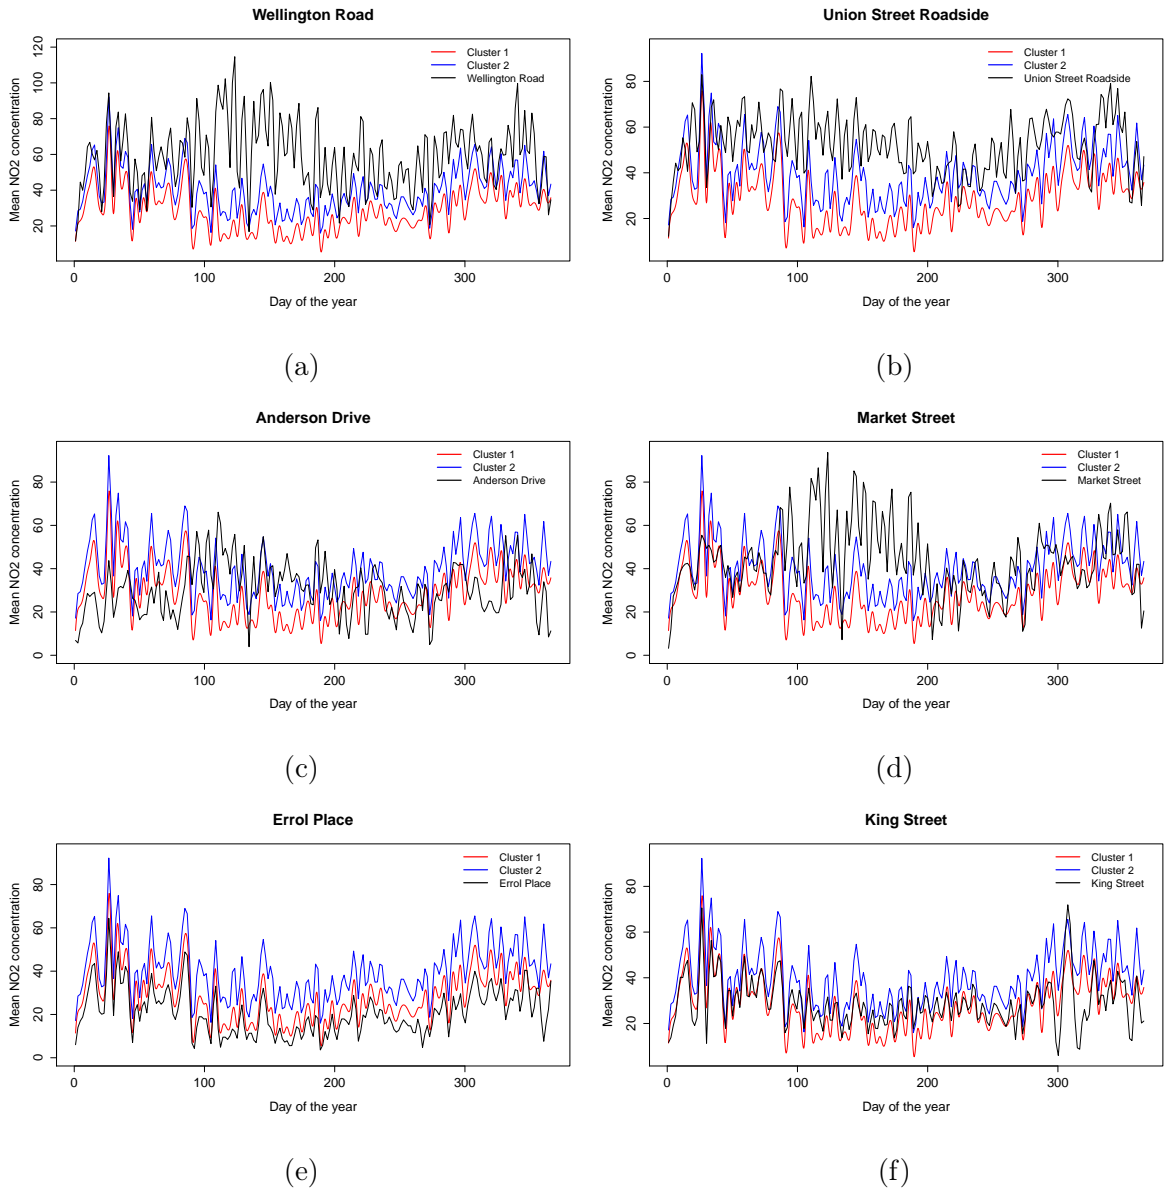 Wellington Road
Mean NO2 concentration
20 40 60 80 100 120
Cluster 1
Cluster 2
Wellington Road
0 100 200 300
Day of the year
(a)
Union Street Roadside
Mean NO2 concentration
20 40 60 80
Cluster 1
Cluster 2
Union Street Roadside
0 100 200 300
Day of the year
(b)
Anderson Drive
Mean NO2 concentration
0 20 40 60 80
Cluster 1
Cluster 2
Anderson Drive
0 100 200 300
Day of the year
(c)
Market Street
Mean NO2 concentration
0 20 40 60 80
Cluster 1
Cluster 2
Market Street
0 100 200 300
Day of the year
(d)
Errol Place
Mean NO2 concentration
0 20 40 60 80
Cluster 1
Cluster 2
Errol Place
0 100 200 300
Day of the year
(e)
King Street
Mean NO2 concentration
20 40 60 80
Cluster 1
Cluster 2
King Street
0 100 200 300
Day of the year
(f)